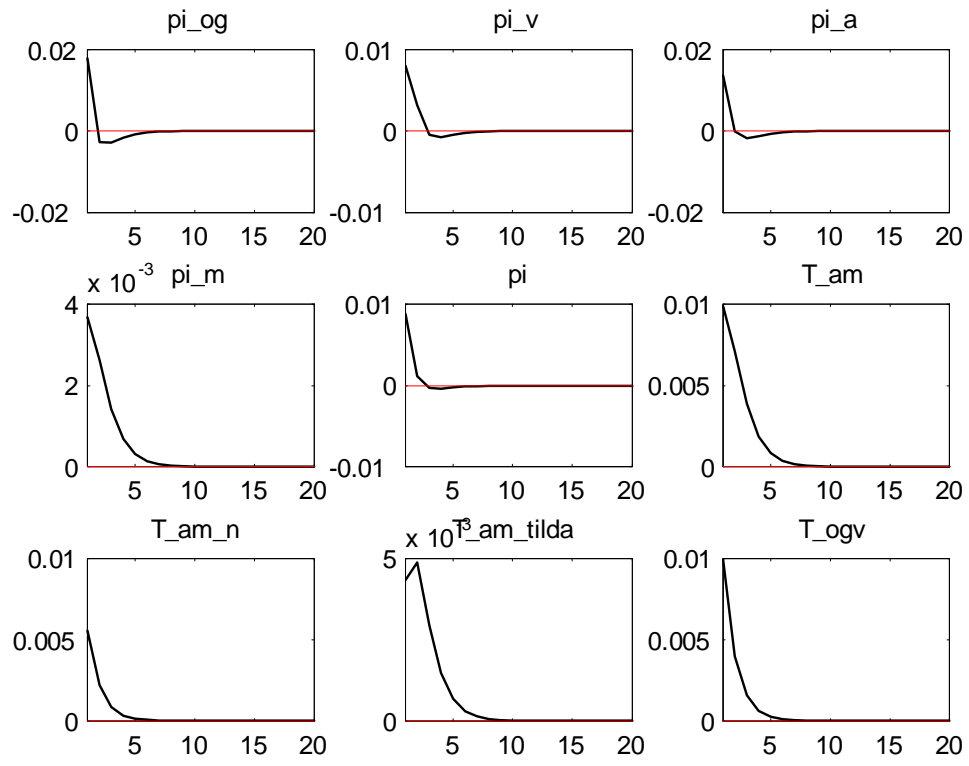 pi_og pi_v pi_a
0.02 0.01 0.02
0 0 0
-0.02 -0.01 -0.02
5 10 15 20 5 10 15 20 5 10 15 20
x 10^-3 pi_m pi T_am
4 0.01 0.01
2 0 0.005
0 -0.01 0
5 10 15 20 5 10 15 20 5 10 15 20
T_am_n x 10^-3 T_am_tilda T_ogv
0.01 5 0.01
0.005 0.005
0 0 0
5 10 15 20 5 10 15 20 5 10 15 20